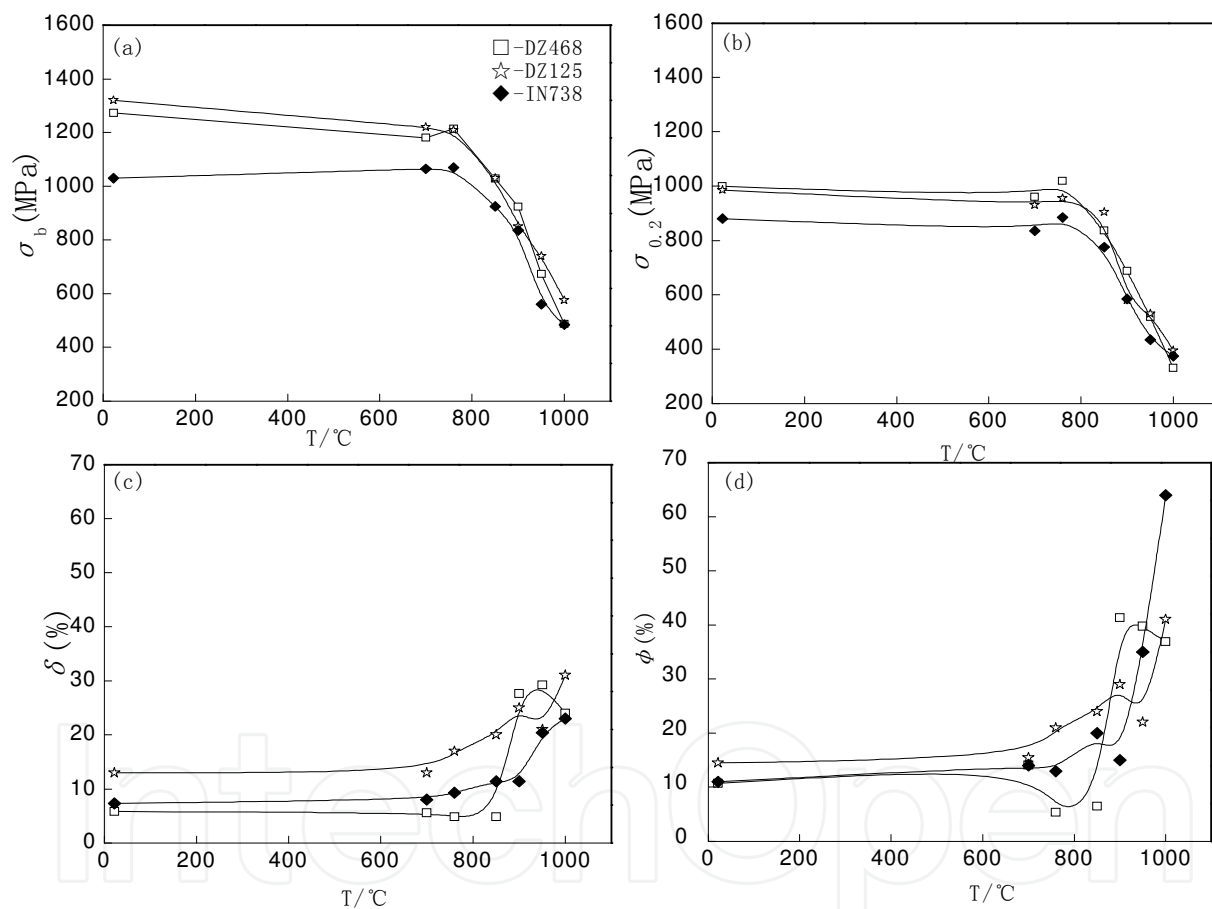 (a)
□-DZ468
☆-DZ125
◆-IN738
1600
1400
1200
1000
800
600
400
200
σb (MPa)
0 200 400 600 800 1000
T/℃
(b)
1600
1400
1200
1000
800
600
400
200
σ0.2 (MPa)
0 200 400 600 800 1000
T/℃
(c)
70
60
50
40
30
20
10
0
δ (%)
0 200 400 600 800 1000
T/℃
(d)
70
60
50
40
30
20
10
0
ϕ (%)
0 200 400 600 800 1000
T/℃
IntechOpen